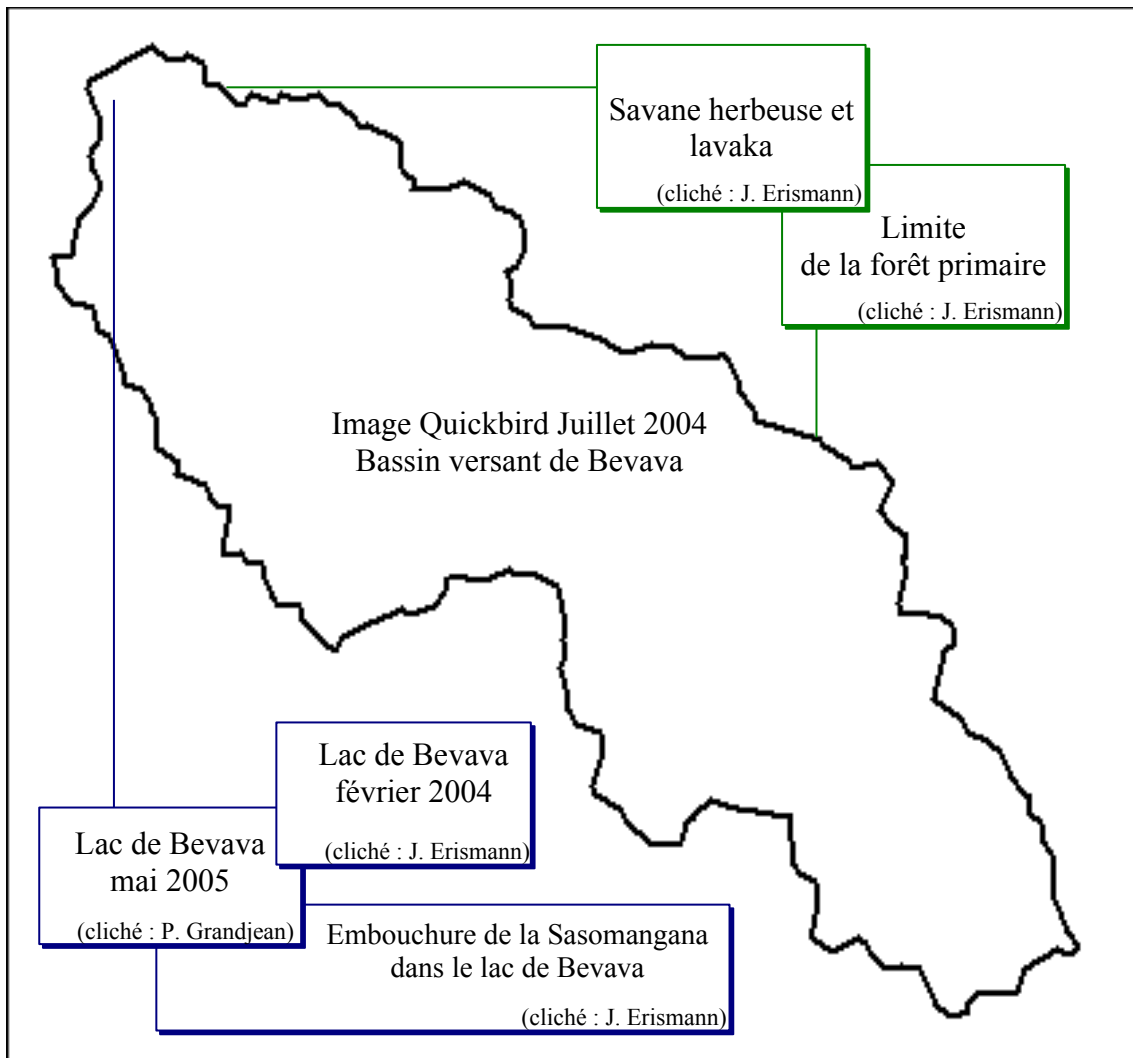 Savane herbeuse et
lavaka
(cliché : J. Erismann)
Limite
de la forêt primaire
(cliché : J. Erismann)
Image Quickbird Juillet 2004
Bassin versant de Bevava
Lac de Bevava
février 2004
(cliché : J. Erismann)
Lac de Bevava
mai 2005
(cliché : P. Grandjean)
Embouchure de la Sasomangana
dans le lac de Bevava
(cliché : J. Erismann)